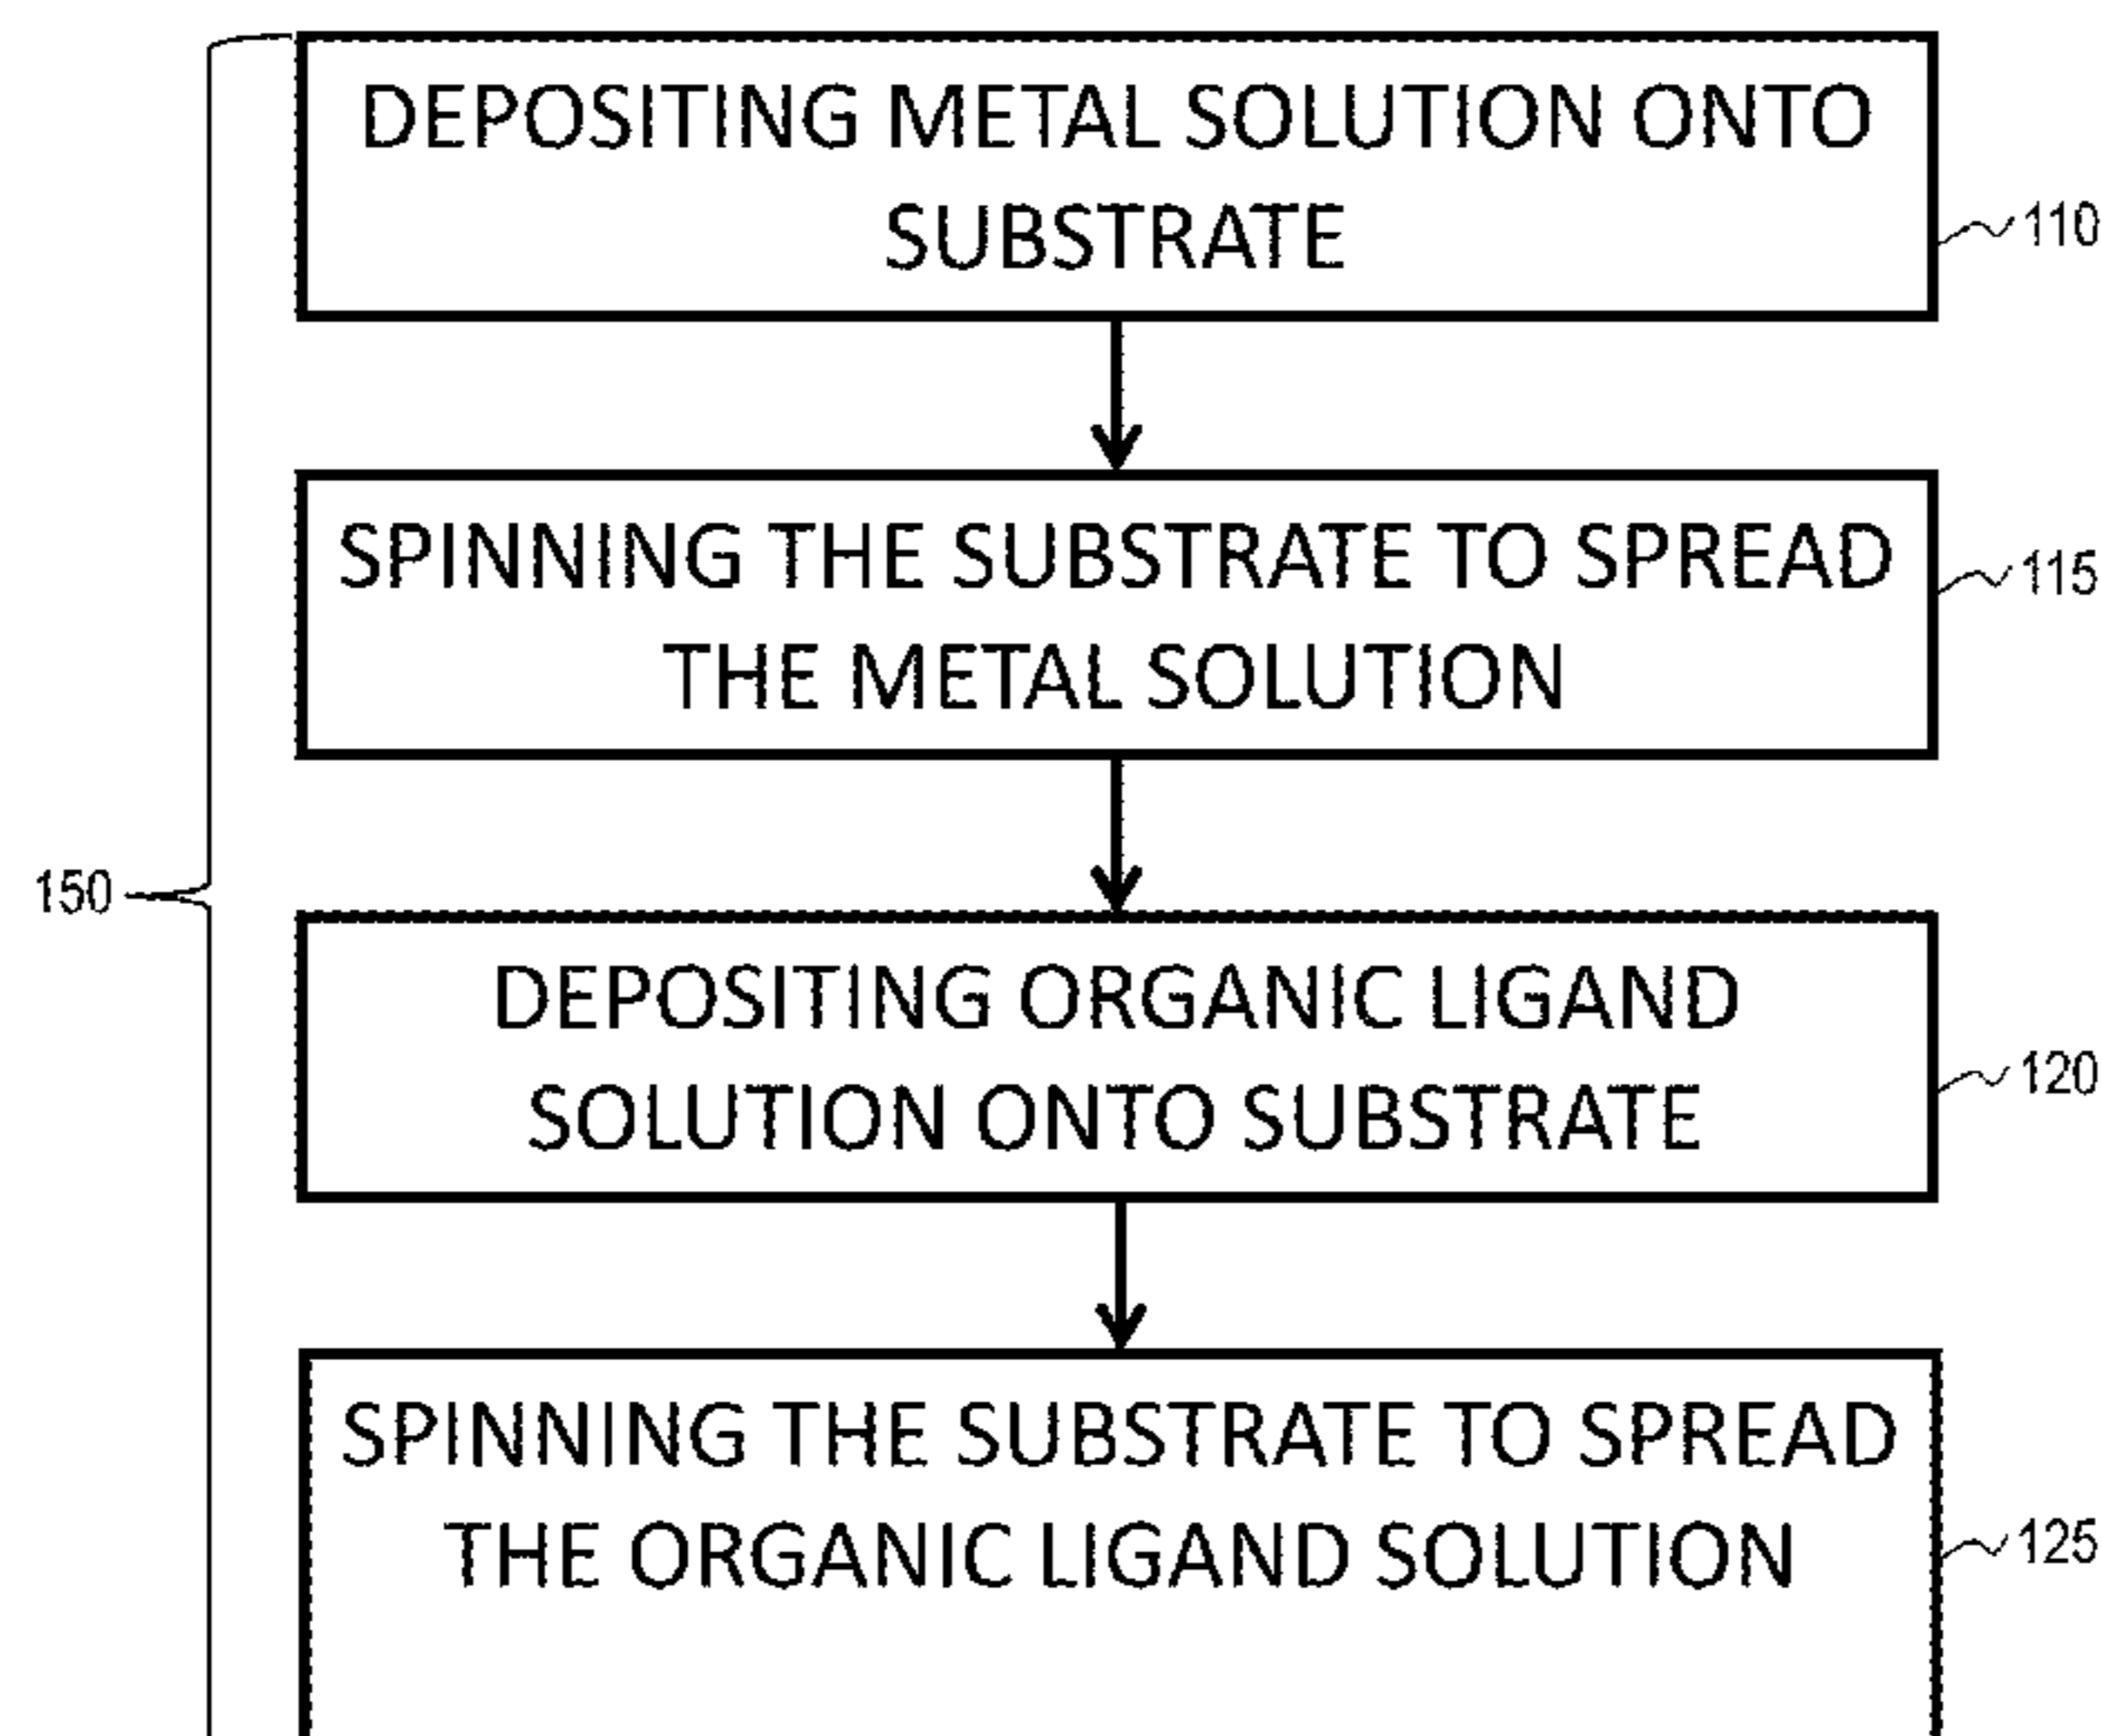 DEPOSITING METAL SOLUTION ONTO
SUBSTRATE
110
SPINNING THE SUBSTRATE TO SPREAD
THE METAL SOLUTION
115
150
DEPOSITING ORGANIC LIGAND
SOLUTION ONTO SUBSTRATE
120
SPINNING THE SUBSTRATE TO SPREAD
THE ORGANIC LIGAND SOLUTION
125